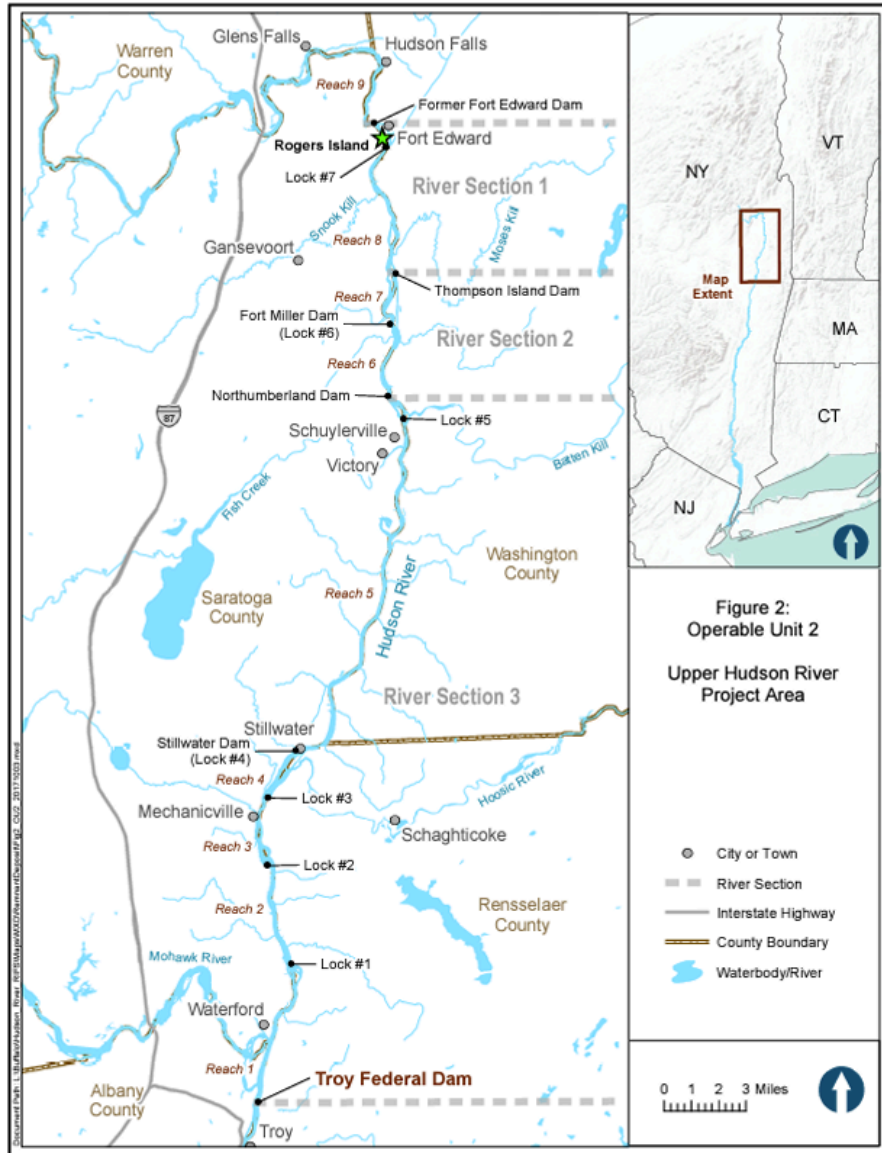 Glens Falls
Hudson Falls
Warren
County
Reach 9
Former Fort Edward Dam
Fort Edward
Rogers Island
Lock #7
River Section 1
Snook Kill
Moses Kill
Gansevoort
Reach 8
Thompson Island Dam
Reach 7
Fort Miller Dam
(Lock #6)
River Section 2
Reach 6
Northumberland Dam
87
Lock #5
Schuylerville
Victory
Batten Kill
Fish Creek
Washington
County
Hudson River
Reach 5
Saratoga
County
River Section 3
Stillwater
Stillwater Dam
(Lock #4)
Reach 4
Hoosic River
Lock #3
Mechanicville
Schaghticoke
Reach 3
Lock #2
Reach 2
Rensselaer
County
Mohawk River
Lock #1
Waterford
Reach 1
Troy Federal Dam
Albany
County
Troy
NY
VT
Map
Extent
MA
CT
NJ
Figure 2:
Operable Unit 2
Upper Hudson River
Project Area
City or Town
River Section
Interstate Highway
County Boundary
Waterbody/River
0 1 2 3 Miles
Document Path: